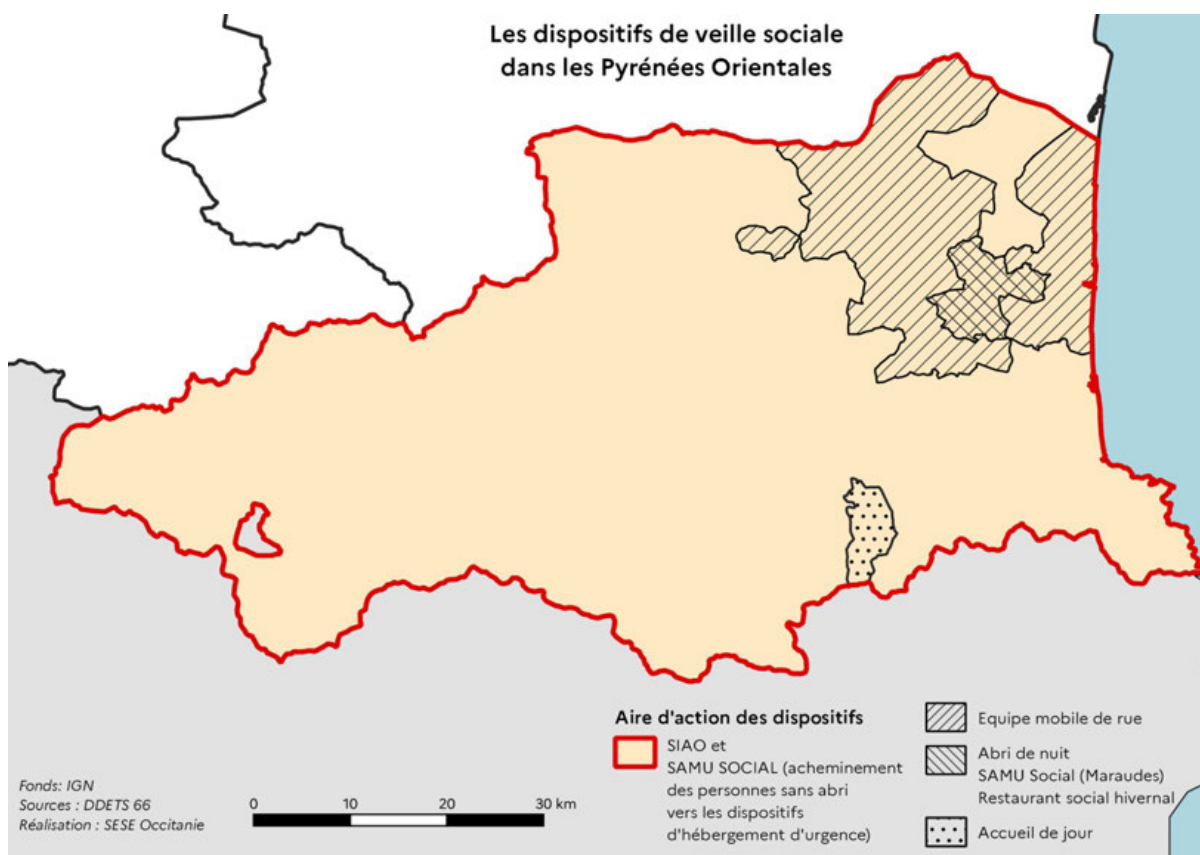 Les dispositifs de veille sociale
dans les Pyrénées Orientales
Aire d'action des dispositifs
SIAO et
SAMU SOCIAL (acheminement
des personnes sans abri
vers les dispositifs
d'hébergement d'urgence)
Equipe mobile de rue
Abri de nuit
SAMU Social (Maraudes)
Restaurant social hivernal
Accueil de jour
Fonds: IGN
Sources : DDETS 66
Réalisation : SESE Occitanie
0 10 20 30 km